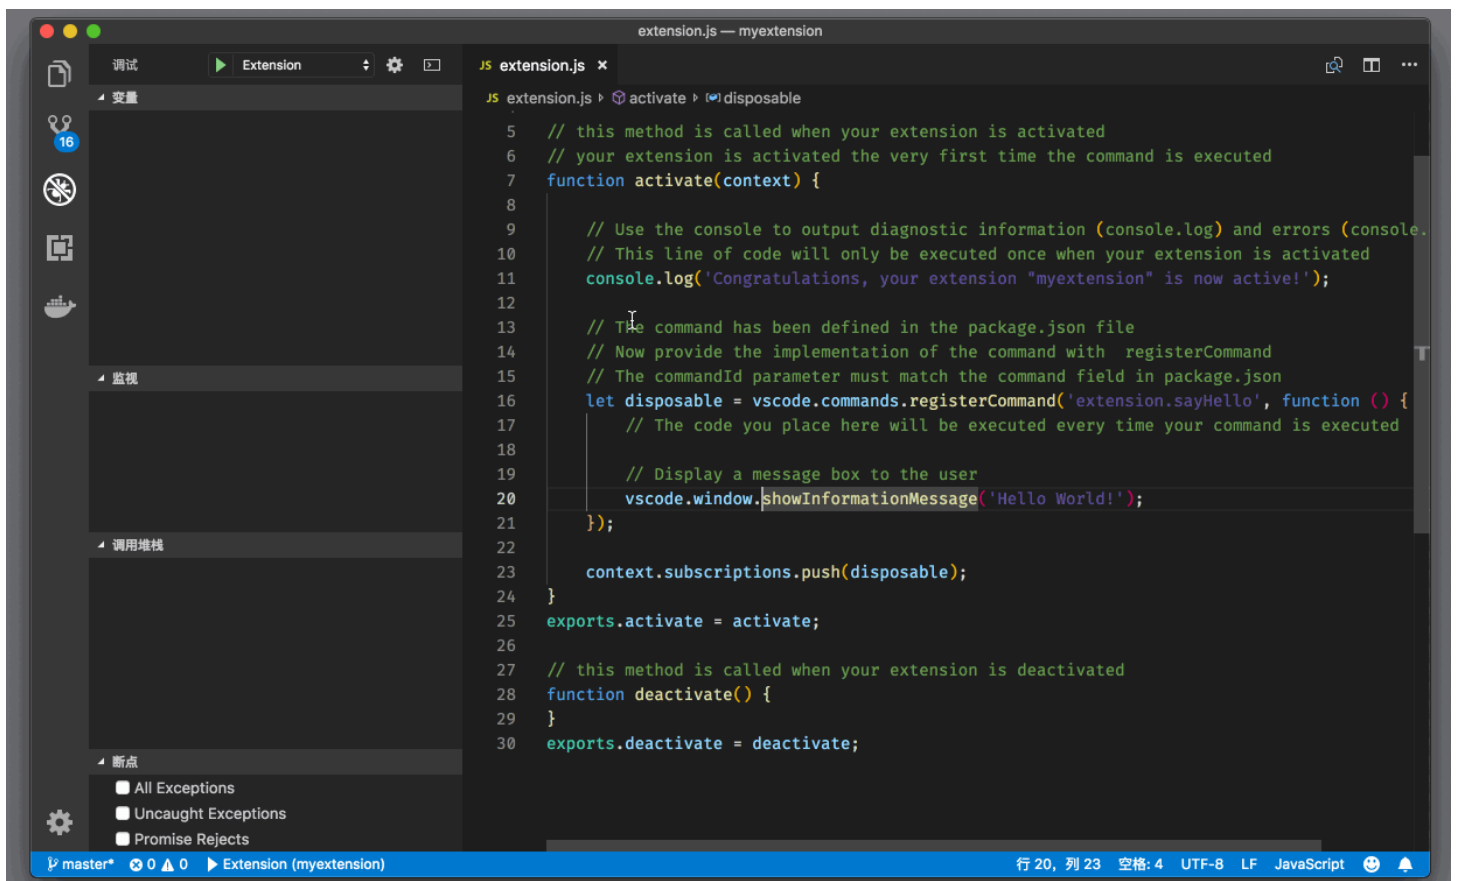 extension.js — myextension
调试
Extension
JS extension.js ×
变量
JS extension.js activate disposable
16
5 // this method is called when your extension is activated
6 // your extension is activated the very first time the command is executed
7 function activate(context) {
8
9 // Use the console to output diagnostic information (console.log) and errors (console.
10 // This line of code will only be executed once when your extension is activated
11 console.log('Congratulations, your extension "myextension" is now active!');
12
13 // The command has been defined in the package.json file
14 // Now provide the implementation of the command with  registerCommand
15 // The commandId parameter must match the command field in package.json
16 let disposable = vscode.commands.registerCommand('extension.sayHello', function () {
17 // The code you place here will be executed every time your command is executed
18
19 // Display a message box to the user
20 vscode.window.showInformationMessage('Hello World!');
21 });
22
23 context.subscriptions.push(disposable);
24 }
25 exports.activate = activate;
26
27 // this method is called when your extension is deactivated
28 function deactivate() {
29 }
30 exports.deactivate = deactivate;
监视
调用堆栈
断点
All Exceptions
Uncaught Exceptions
Promise Rejects
master* 0 0 Extension (myextension)
行 20，列 23 空格: 4 UTF-8 LF JavaScript